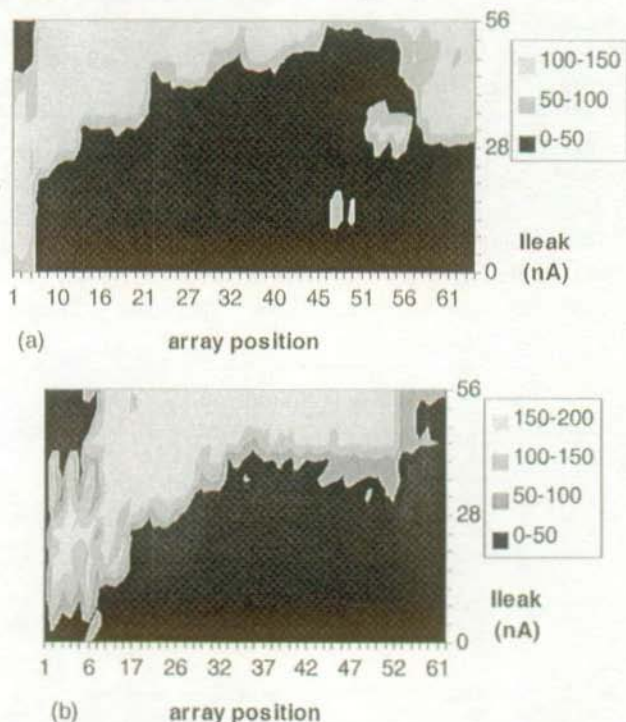 56
100-150
50-100
28
0-50
Ileak
(nA)
0
1 10 16 21 27 32 40 46 51 56 61
(a) array position
56
150-200
100-150
50-100
28
0-50
Ileak
(nA)
0
1 6 17 26 32 37 42 47 52 61
(b) array position